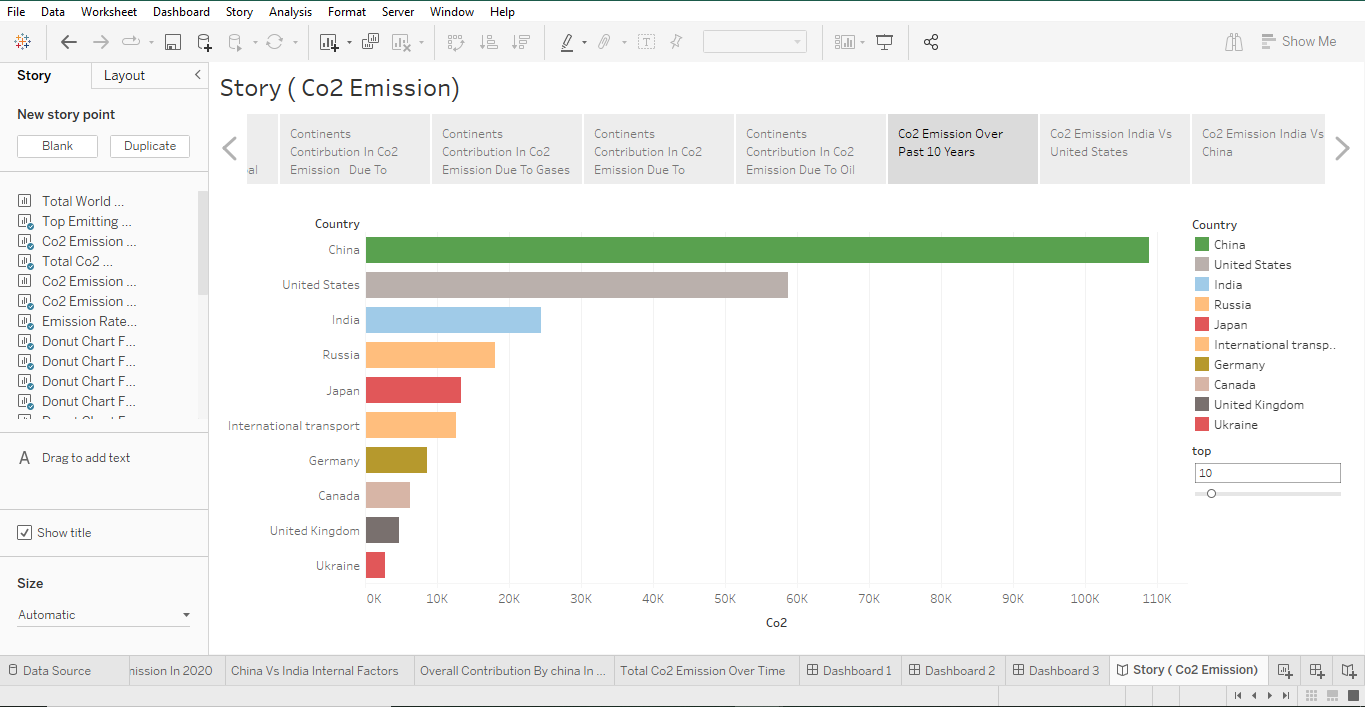 File Data Worksheet Dashboard Story Analysis Format Server Window Help
Show Me
Story Layout
New story point
Blank Duplicate
Total World ...
Top Emitting ...
Co2 Emission ...
Total Co2 ...
Co2 Emission ...
Co2 Emission ...
Emission Rate...
Donut Chart F...
Donut Chart F...
Donut Chart F...
Donut Chart F...
A Drag to add text
Show title
Size
Automatic
Story ( Co2 Emission)
al
Continents
Contirbution In Co2
Emission Due To
Continents
Contribution In Co2
Emission Due To Gases
Continents
Contribution In Co2
Emission Due To
Continents
Contribution In Co2
Emission Due To Oil
Co2 Emission Over
Past 10 Years
Co2 Emission India Vs
United States
Co2 Emission India Vs
China
Country
China
United States
India
Russia
Japan
International transport
Germany
Canada
United Kingdom
Ukraine
0K 10K 20K 30K 40K 50K 60K 70K 80K 90K 100K 110K
Co2
Country
China
United States
India
Russia
Japan
International transp..
Germany
Canada
United Kingdom
Ukraine
top
10
Data Source nission In 2020 China Vs India Internal Factors Overall Contribution By china In ... Total Co2 Emission Over Time Dashboard 1 Dashboard 2 Dashboard 3 Story ( Co2 Emission)